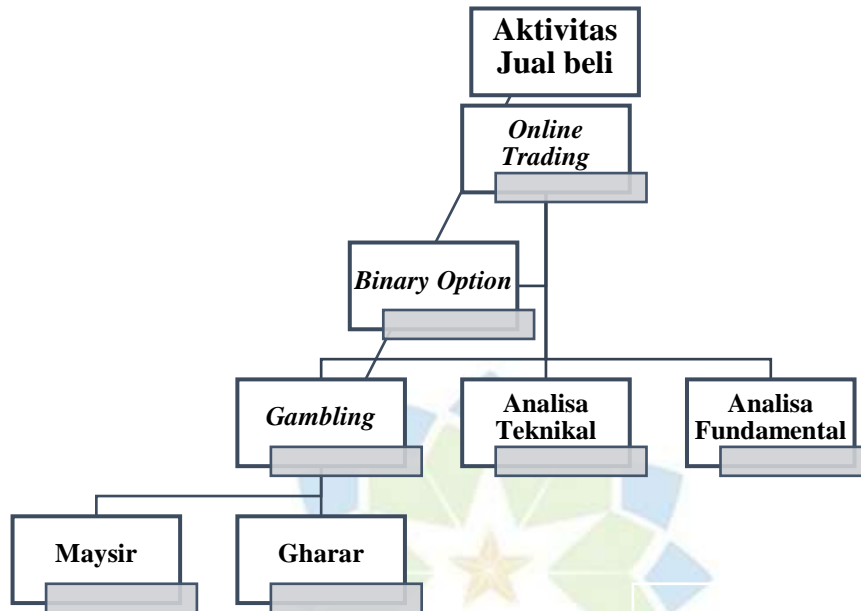 Aktivitas
Jual beli
Online
Trading
Binary Option
Gambling
Analisa
Teknikal
Analisa
Fundamental
Maysir
Gharar